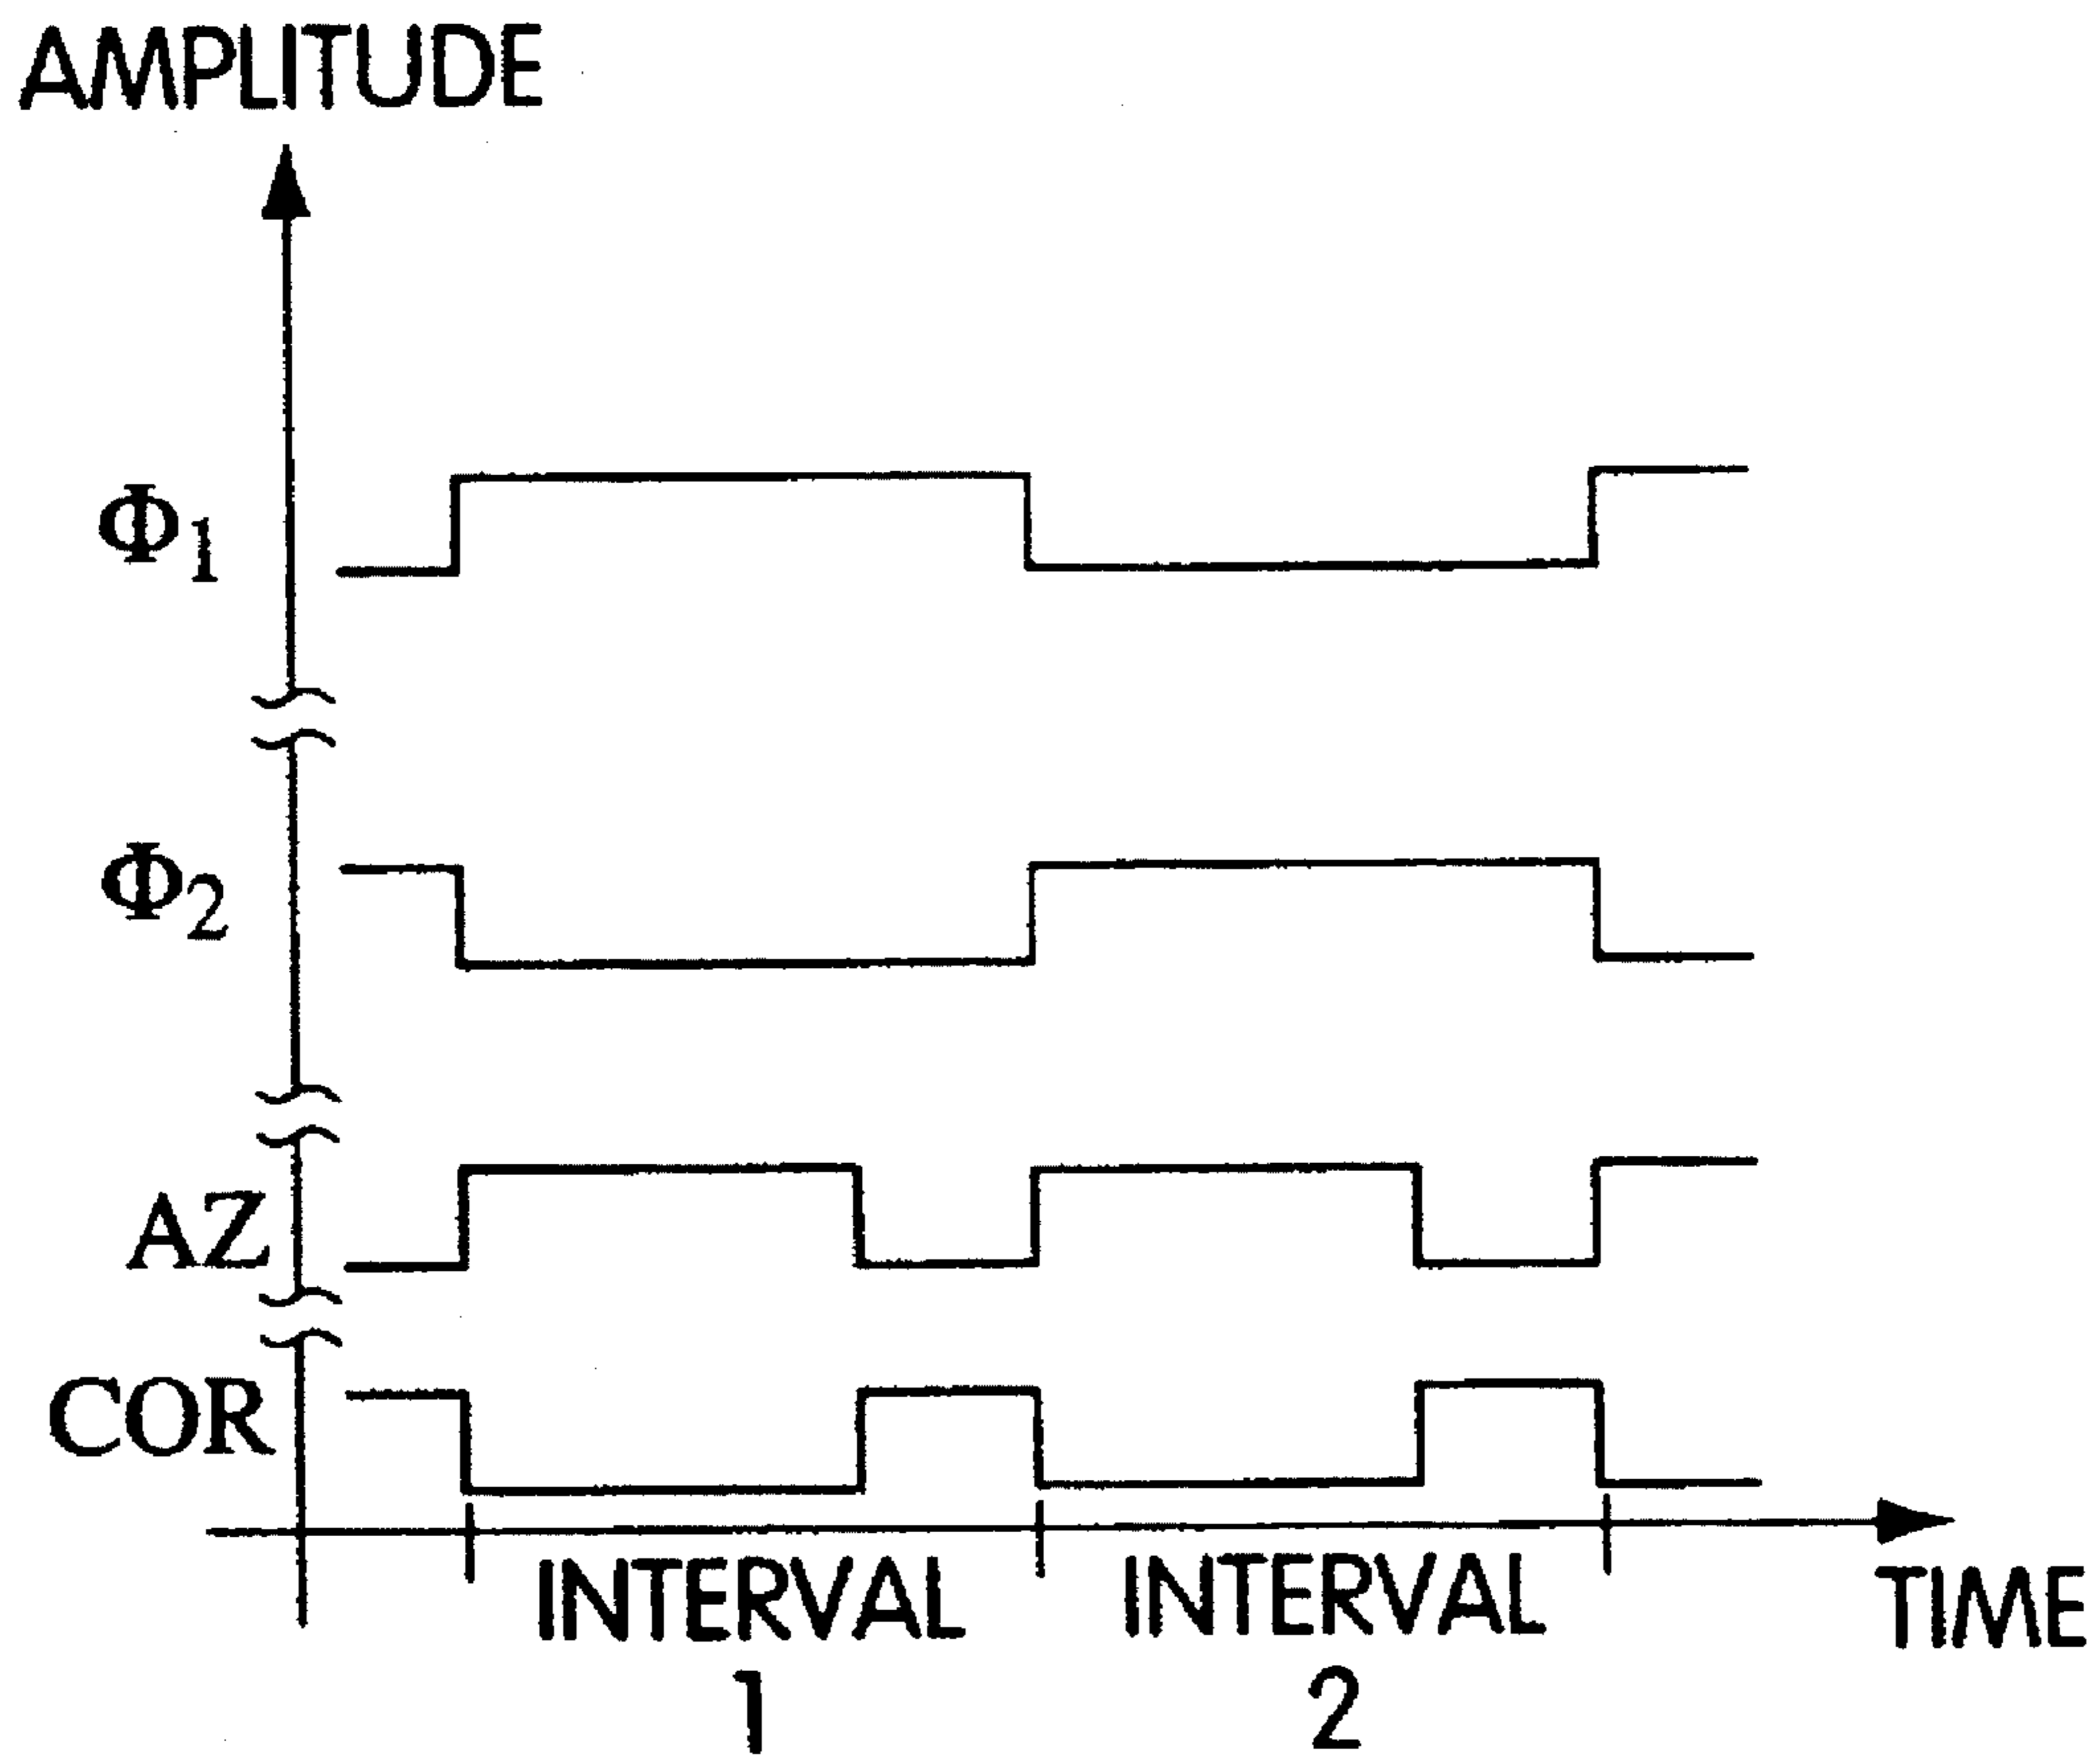 AMPLITUDE
Φ1
Φ2
AZ
COR
INTERVAL
1
INTERVAL
2
TIME